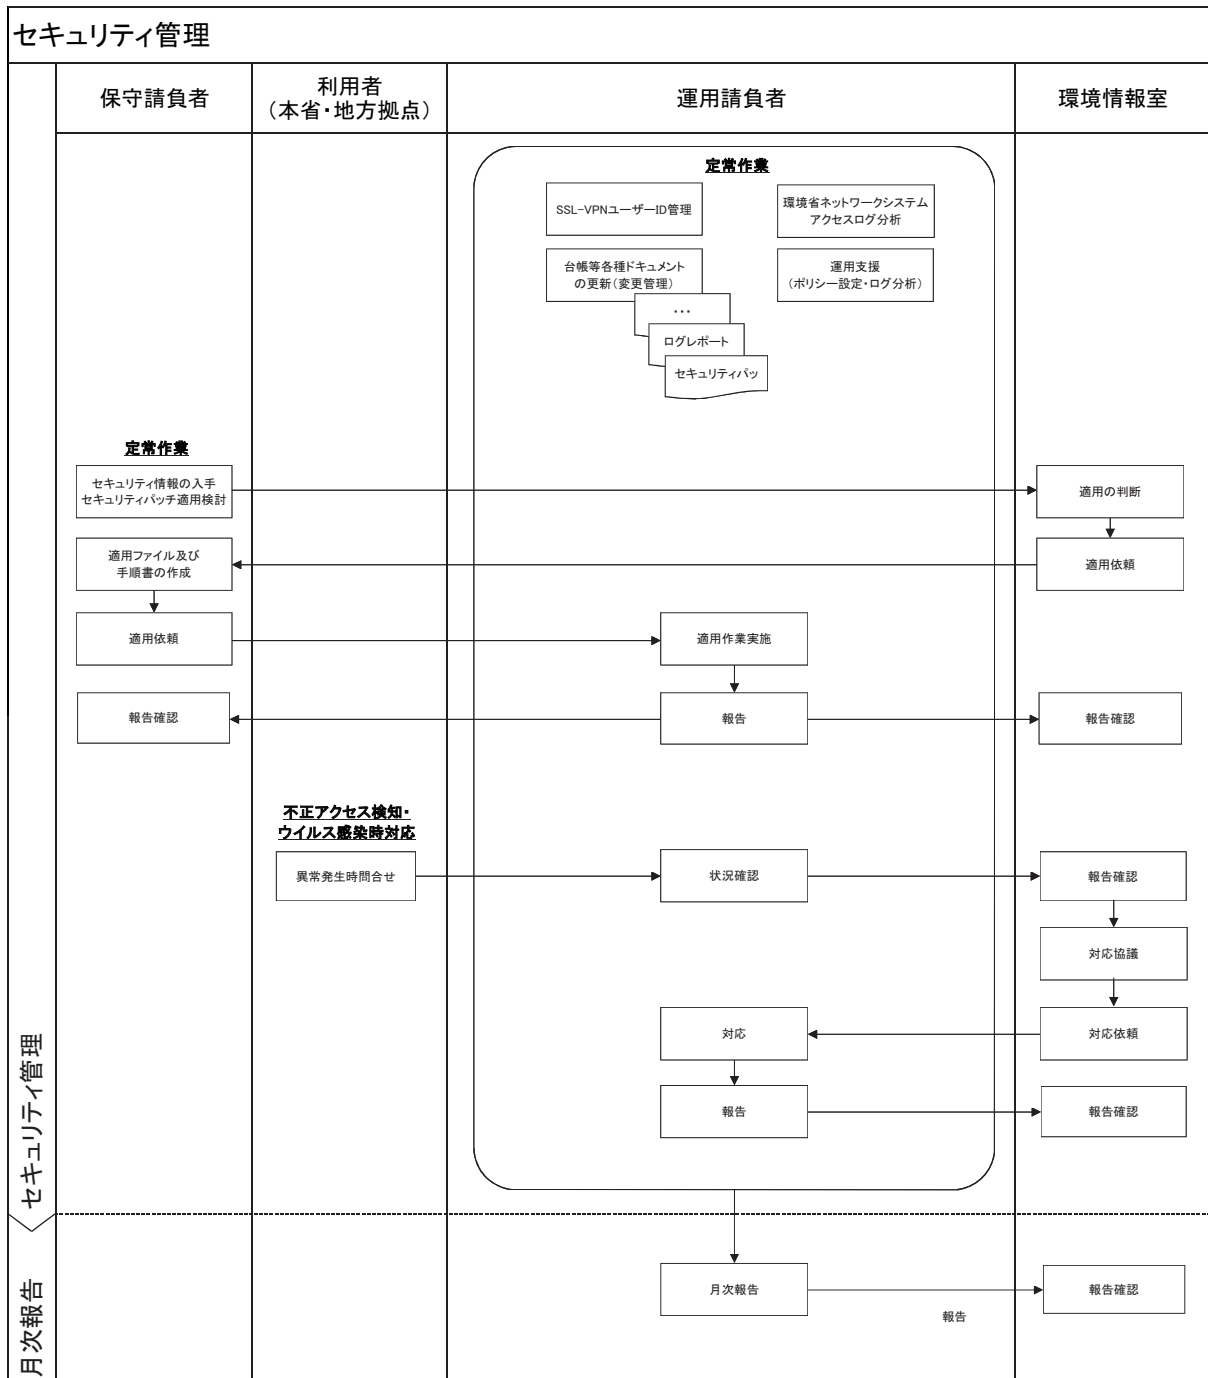 セキュリティ管理
保守請負者
利用者
（本省・地方拠点）
運用請負者
環境情報室
定常作業
SSL-VPNユーザーID管理
環境省ネットワークシステム
アクセスログ分析
台帳等各種ドキュメント
の更新（変更管理）
運用支援
（ポリシー設定・ログ分析）
・・・
ログレポート
セキュリティパッ
定常作業
セキュリティ情報の入手
セキュリティパッチ適用検討
適用の判断
適用ファイル及び
手順書の作成
適用依頼
適用依頼
適用作業実施
報告確認
報告
報告確認
不正アクセス検知・
ウイルス感染時対応
異常発生時問合せ
状況確認
報告確認
対応協議
対応
対応依頼
報告
報告確認
セキュリティ管理
月次報告
報告確認
報告
月次報告